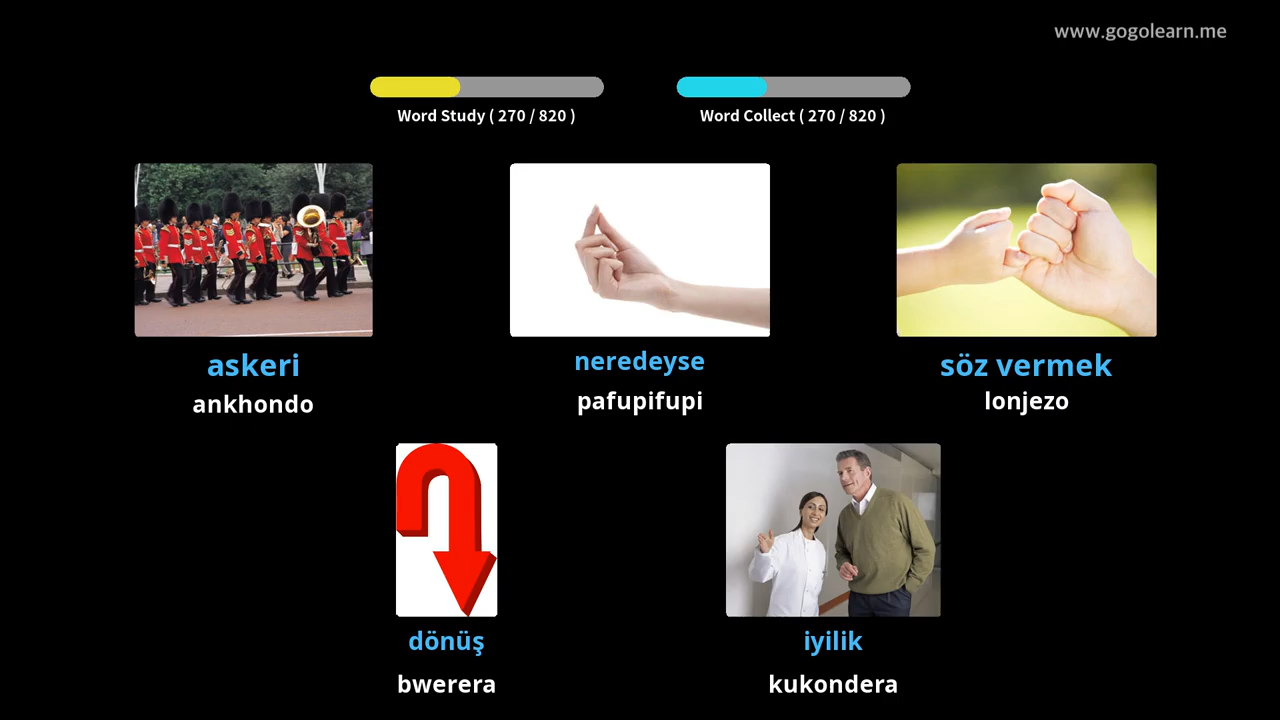 www.gogolearn.me
Word Study ( 270 / 820 )
Word Collect ( 270 / 820 )
askeri
ankhondo
neredeyse
pafupifupi
söz vermek
lonjezo
dönüş
bwerera
iyilik
kukondera